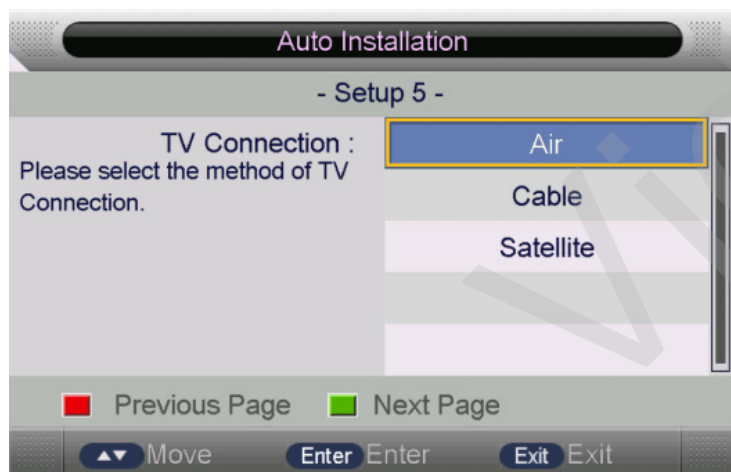 Auto Installation
- Setup 5 -
TV Connection :
Please select the method of TV
Connection.
Air
Cable
Satellite
Previous Page Next Page
▲▼ Move Enter Enter Exit Exit